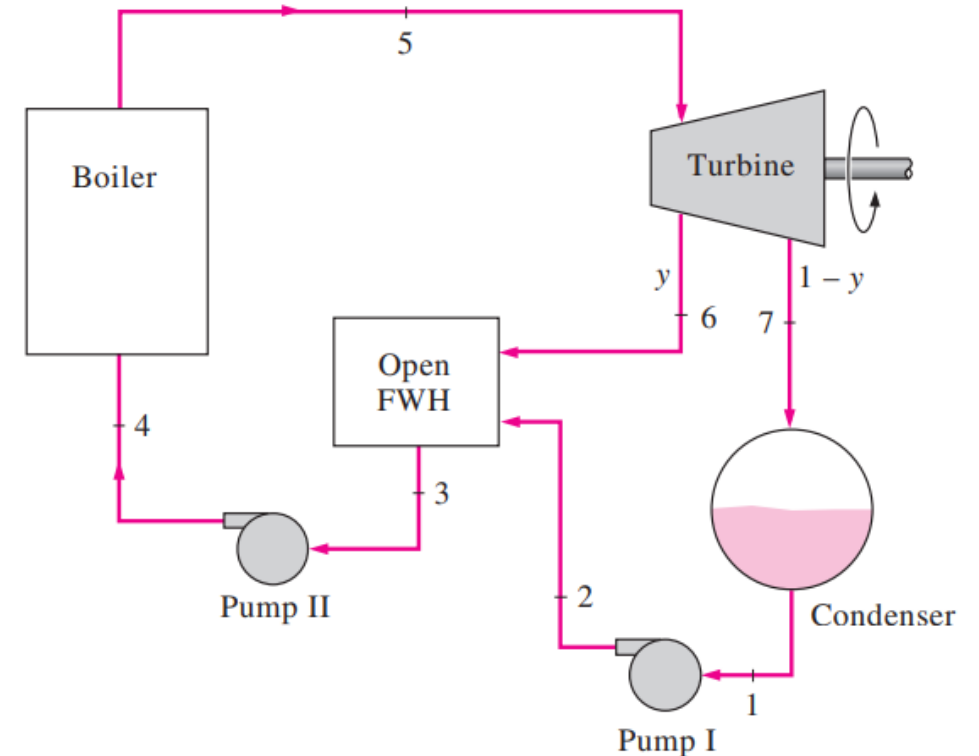 5
Boiler
Turbine
y
1 – y
6
7
Open
FWH
4
3
2
Pump II
Condenser
1
Pump I